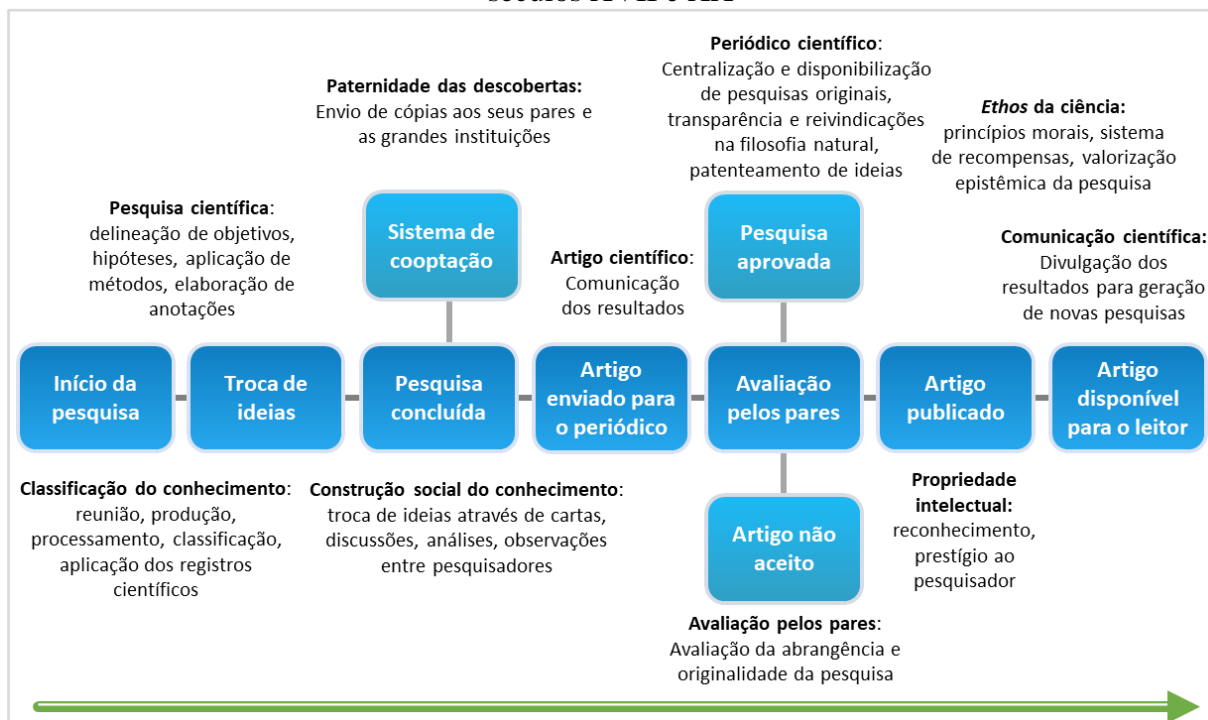 séculos
Periódico científico:
Centralização e disponibilização
de pesquisas originais,
transparência e reivindicações
na filosofia natural,
patenteamento de ideias
Paternidade das descobertas:
Envio de cópias aos seus pares e
as grandes instituições
Ethos da ciência:
princípios morais, sistema
de recompensas, valorização
epistêmica da pesquisa
Pesquisa científica:
delineação de objetivos,
hipóteses, aplicação de
métodos, elaboração de
anotações
Sistema de
cooptação
Artigo científico:
Comunicação
dos resultados
Pesquisa
aprovada
Comunicação científica:
Divulgação dos
resultados para geração
de novas pesquisas
Início da
pesquisa
Troca de
ideias
Pesquisa
concluída
Artigo
enviado para
o periódico
Avaliação
pelos pares
Artigo
publicado
Artigo
disponível
para o leitor
Classificação do conhecimento:
reunião, produção,
processamento, classificação,
aplicação dos registros
científicos
Construção social do conhecimento:
troca de ideias através de cartas,
discussões, análises, observações
entre pesquisadores
Artigo não
aceito
Propriedade
intelectual:
reconhecimento,
prestígio ao
pesquisador
Avaliação pelos pares:
Avaliação da abrangência e
originalidade da pesquisa